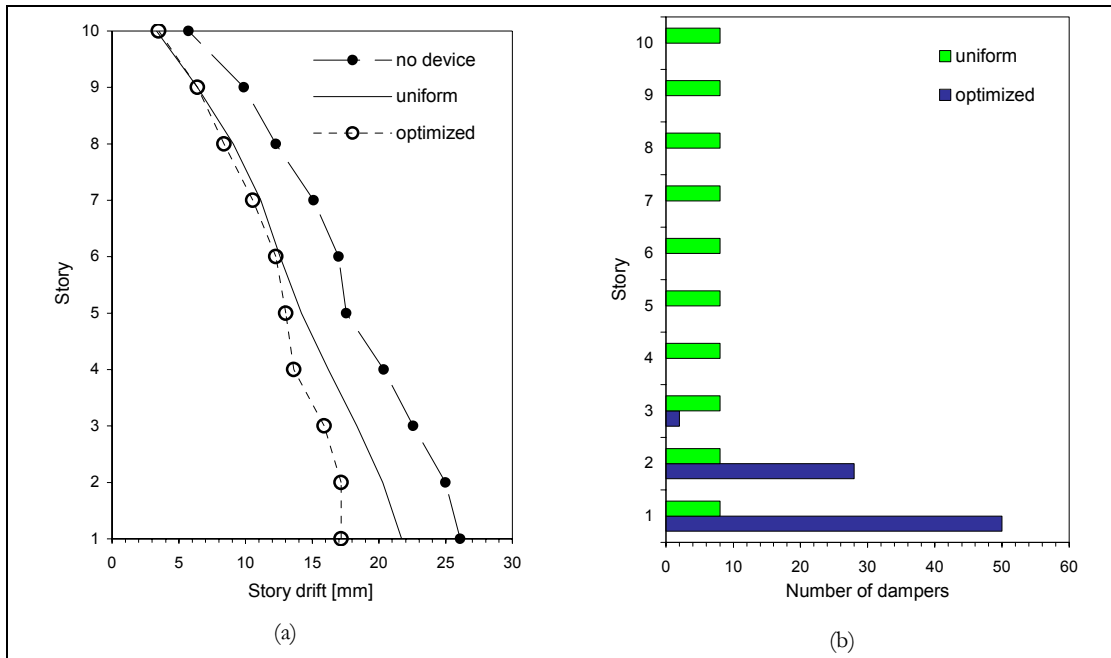 10
9
8
7
6
5
4
3
2
1
Story
0 5 10 15 20 25 30
Story drift [mm]
no device
uniform
optimized
(a)
10
9
8
7
6
5
4
3
2
1
Story
0 10 20 30 40 50 60
Number of dampers
uniform
optimized
(b)